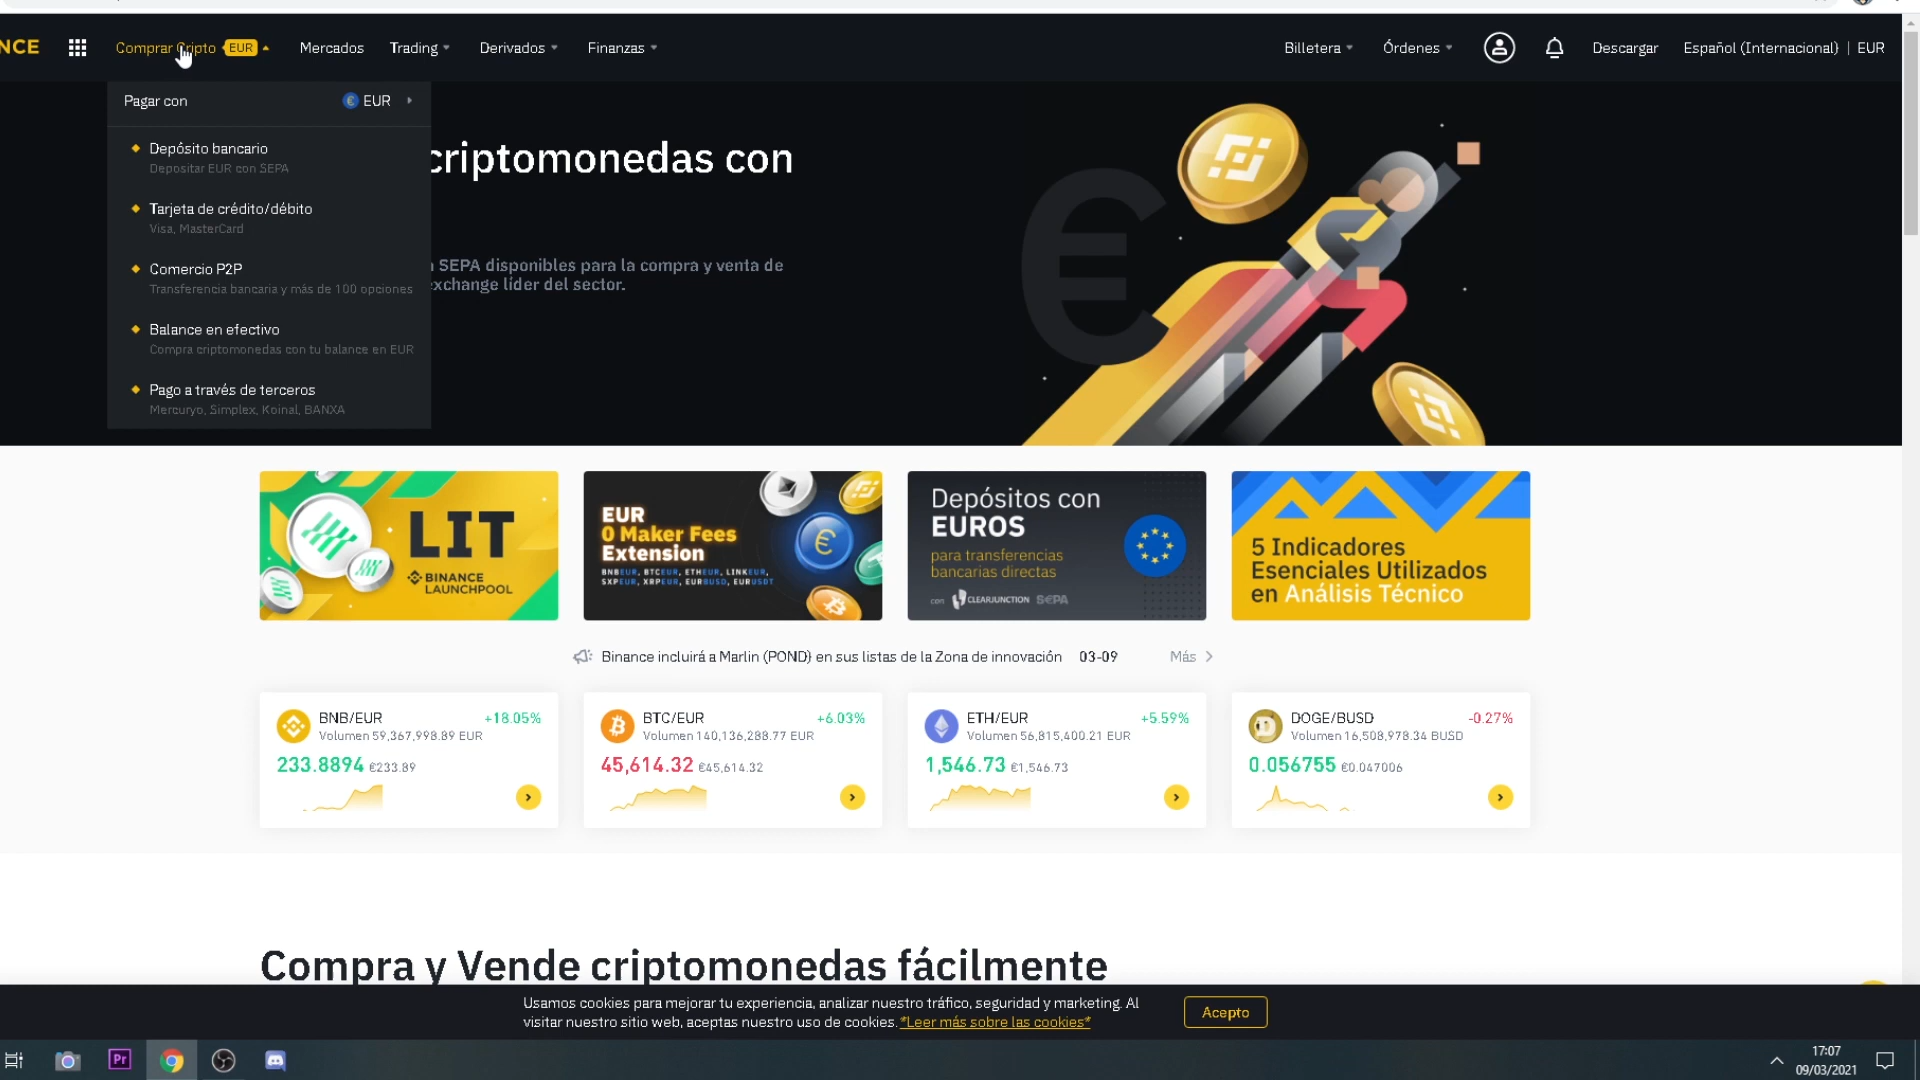 NCE
Comprar Cripto EUR
Mercados
Trading
Derivados
Finanzas
Billetera
Órdenes
Descargar
Español (Internacional) | EUR
Pagar con
EUR
Depósito bancario
Depositar EUR con SEPA
Tarjeta de crédito/débito
Visa, MasterCard
Comercio P2P
Transferencia bancaria y más de 100 opciones
Balance en efectivo
Compra criptomonedas con tu balance en EUR
Pago a través de terceros
Mercuryo, Simplex, Koinal, BANXA
criptomonedas con
SEPA disponibles para la compra y venta de
exchange líder del sector.
LIT
BINANCE
LAUNCHPOOL
EUR
0 Maker Fees
Extension
BNBEUR, BTCEUR, ETHEUR, LINKEUR,
SXPEUR, XRPEUR, EURBUSD, EURUSDT
Depósitos con
EUROS
para transferencias
bancarias directas
con CLEARJUNCTION SEPA
5 Indicadores
Esenciales Utilizados
en Análisis Técnico
Binance incluirá a Marlin (POND) en sus listas de la Zona de innovación 03-09
Más
BNB/EUR +18.05%
Volumen 59,367,998.89 EUR
233.8894 €233.89
BTC/EUR +6.03%
Volumen 140,136,288.77 EUR
45,614.32 €45,614.32
ETH/EUR +5.59%
Volumen 56,815,400.21 EUR
1,546.73 €1,546.73
DOGE/BUSD -0.27%
Volumen 16,508,978.34 BUSD
0.056755 €0.047006
Compra y Vende criptomonedas fácilmente
Usamos cookies para mejorar tu experiencia, analizar nuestro tráfico, seguridad y marketing. Al
visitar nuestro sitio web, aceptas nuestro uso de cookies. *Leer más sobre las cookies*
Acepto
Pr
17:07
09/03/2021